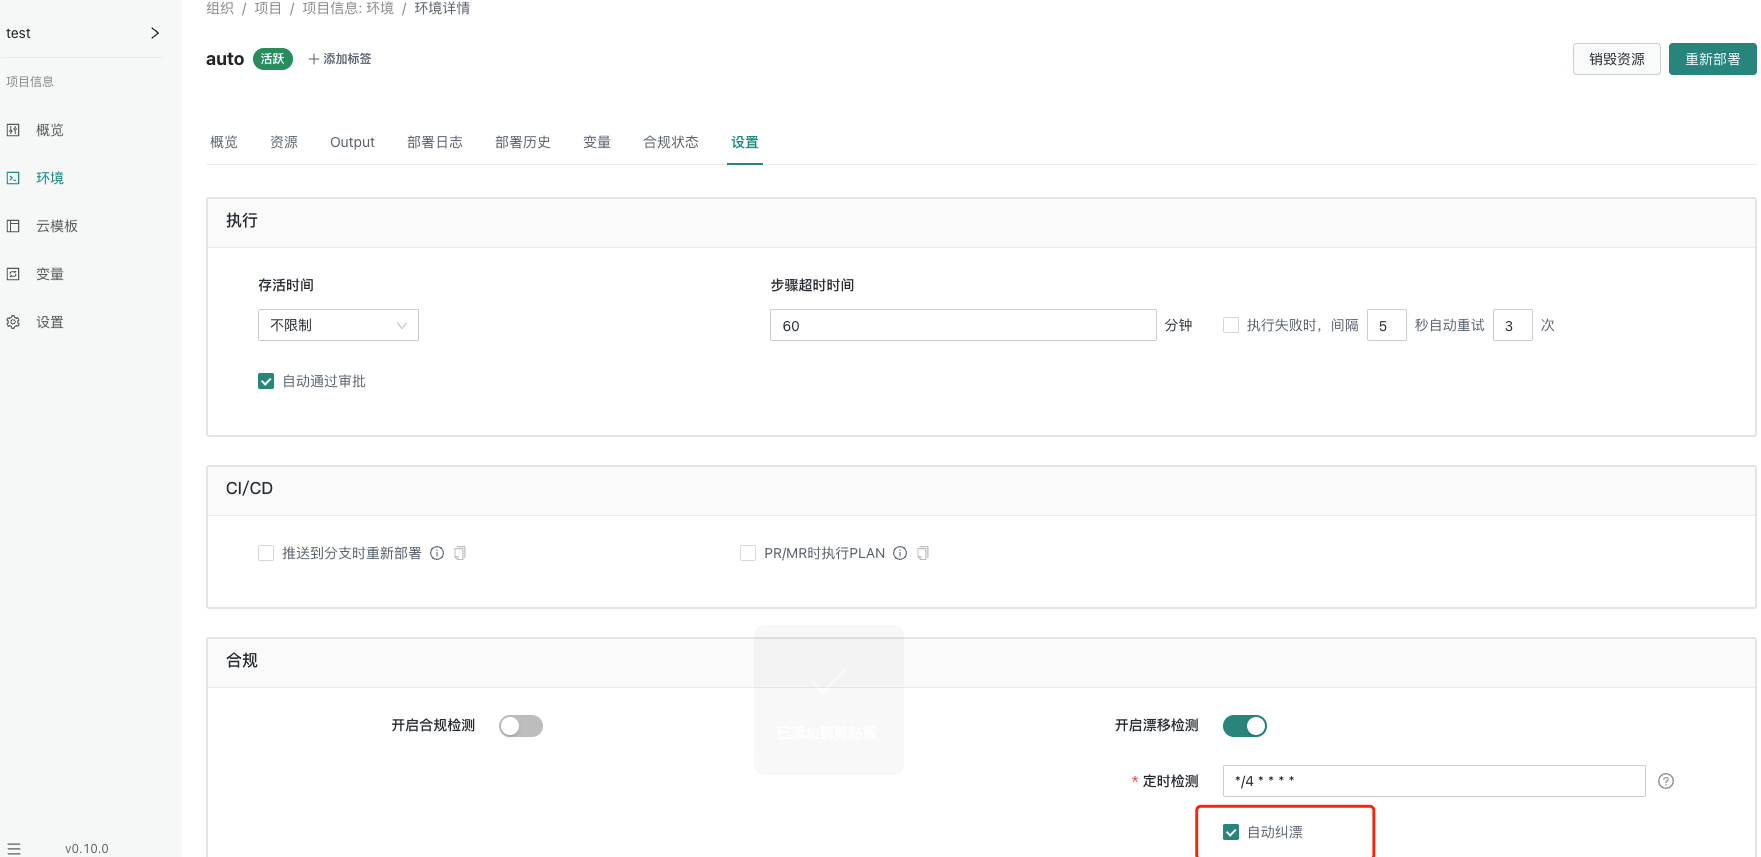 组织 / 项目 / 项目信息: 环境 / 环境详情
test
auto 活跃 + 添加标签
销毁资源 重新部署
项目信息
概览
环境
云模板
变量
设置
v0.10.0
概览 资源 Output 部署日志 部署历史 变量 合规状态 设置
执行
存活时间 步骤超时时间
不限制 60 分钟 执行失败时，间隔 5 秒自动重试 3 次
自动通过审批
CI/CD
推送到分支时重新部署 PR/MR时执行PLAN
合规
开启合规检测 开启漂移检测
已添加到剪贴板
* 定时检测 */4 * * * *
自动纠漂